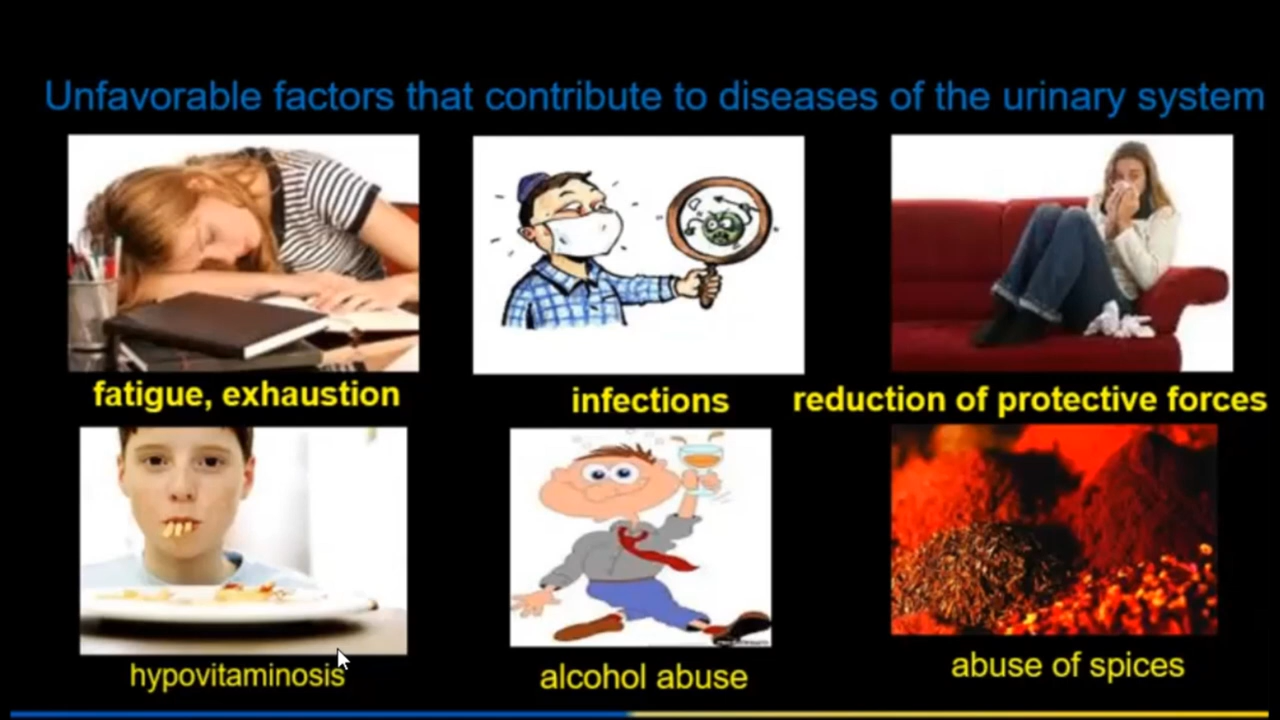 Unfavorable factors that contribute to diseases of the urinary system
fatigue, exhaustion
infections
reduction of protective forces
hypovitaminosis
alcohol abuse
abuse of spices